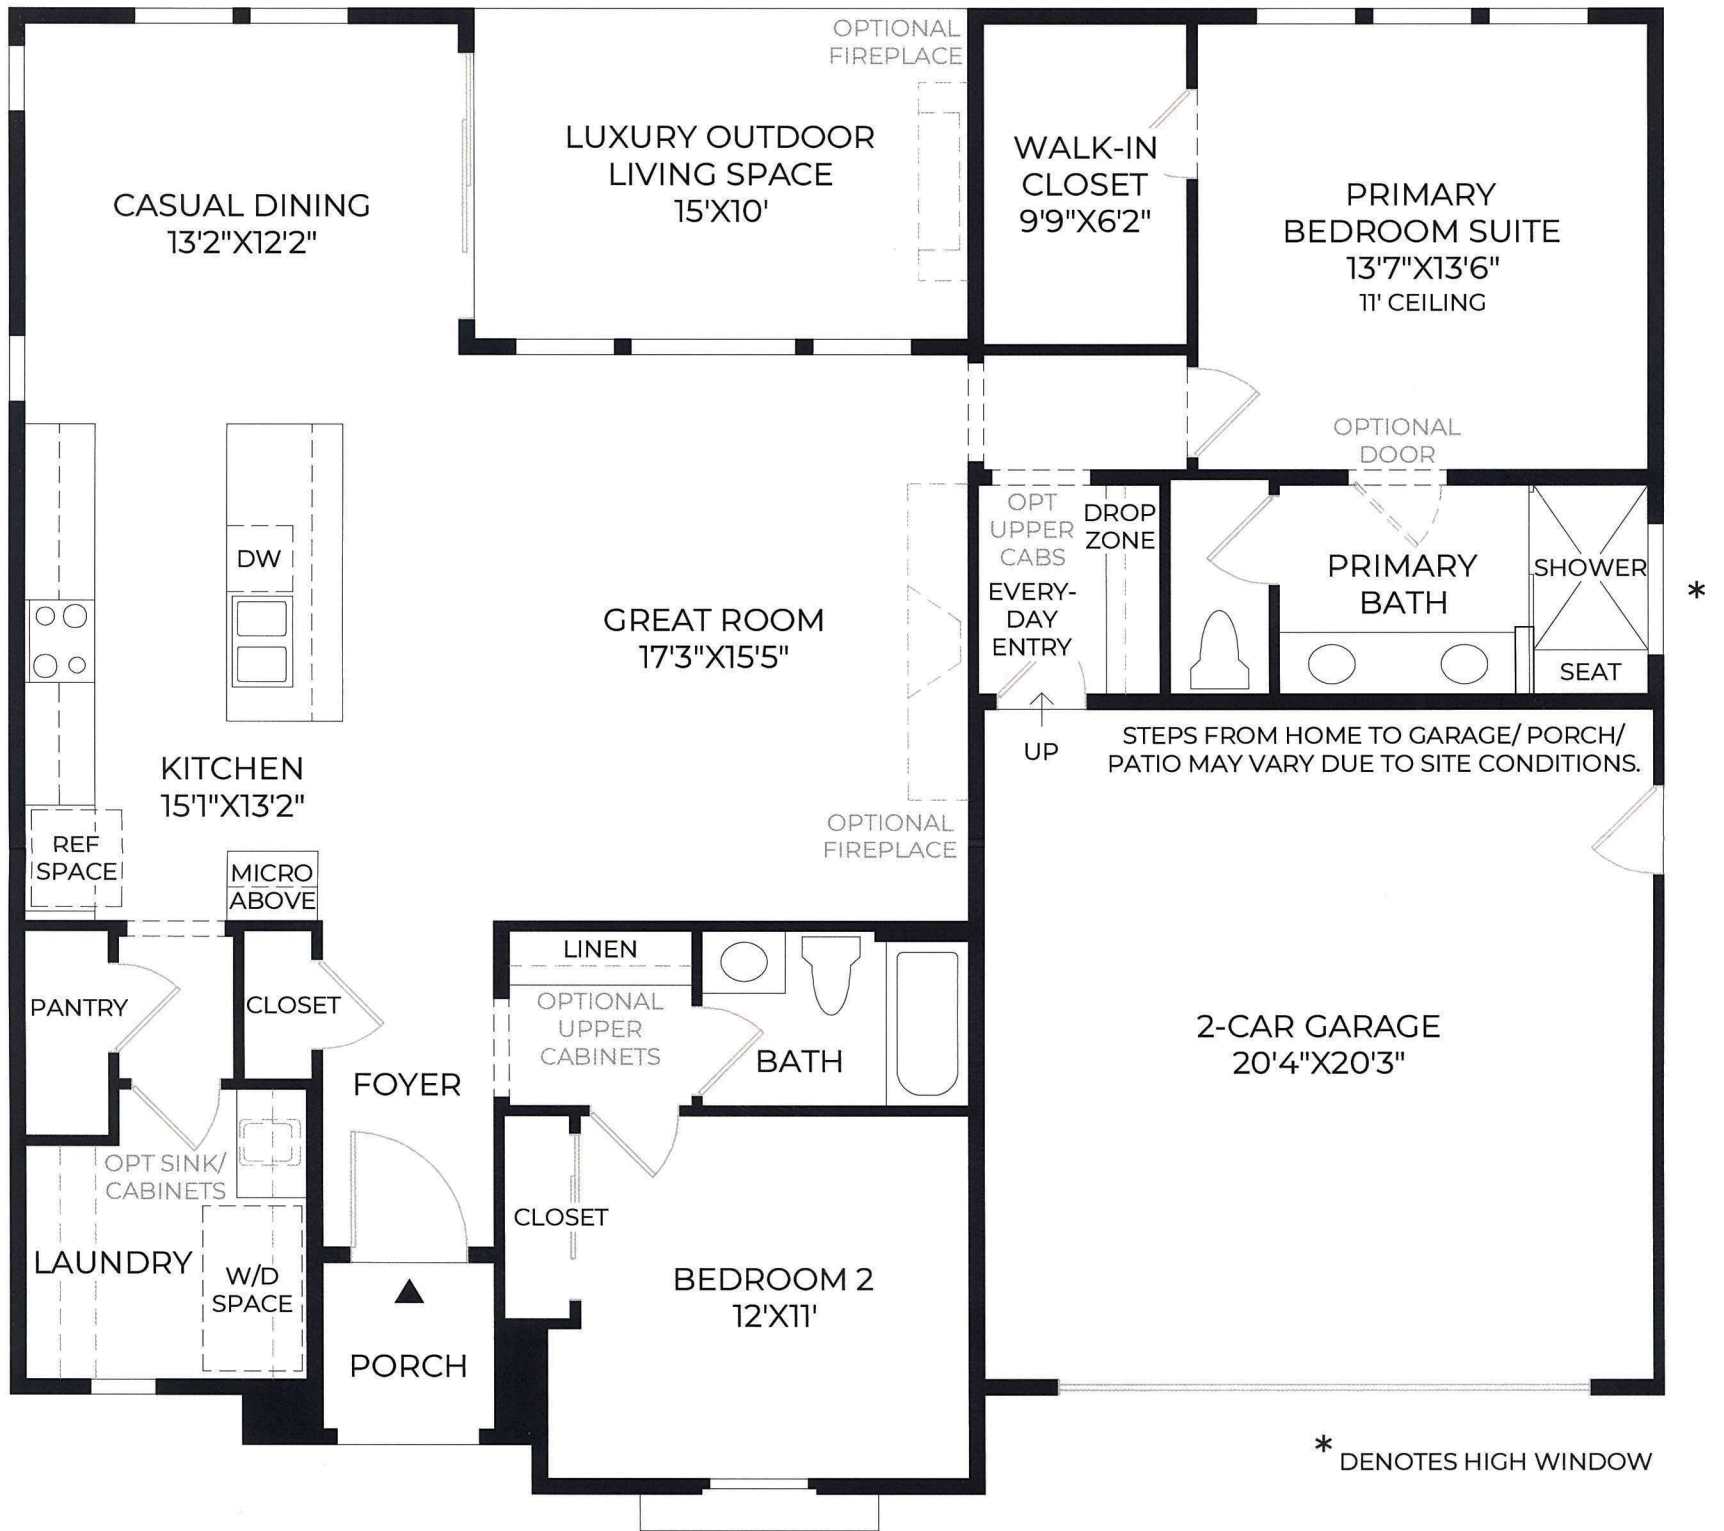 OPTIONAL
FIREPLACE
LUXURY OUTDOOR
LIVING SPACE
15'X10'
WALK-IN
CLOSET
9'9"X6'2"
CASUAL DINING
13'2"X12'2"
PRIMARY
BEDROOM SUITE
13'7"X13'6"
11' CEILING
OPTIONAL
DOOR
OPT
UPPER
CABS
DROP
ZONE
EVERY-
DAY
ENTRY
DW
PRIMARY
BATH
SHOWER
*
SEAT
GREAT ROOM
17'3"X15'5"
UP
STEPS FROM HOME TO GARAGE/ PORCH/
PATIO MAY VARY DUE TO SITE CONDITIONS.
KITCHEN
15'1"X13'2"
REF
SPACE
MICRO
ABOVE
OPTIONAL
FIREPLACE
LINEN
PANTRY
CLOSET
OPTIONAL
UPPER
CABINETS
BATH
2-CAR GARAGE
20'4"X20'3"
FOYER
OPT SINK/
CABINETS
CLOSET
LAUNDRY
W/D
SPACE
BEDROOM 2
12'X11'
PORCH
* DENOTES HIGH WINDOW